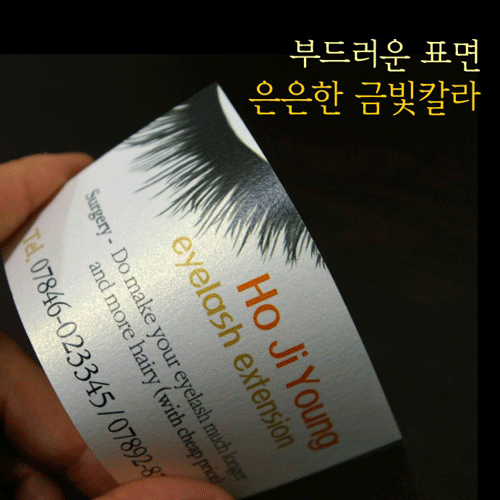 부드러운 표면
은은한 금빛칼라
Ho Ji Young
eyelash extension
Surgery - Do make your eyelash much longer
and more hairy (with cheap price)
Tel, 07846-023345/07892-8